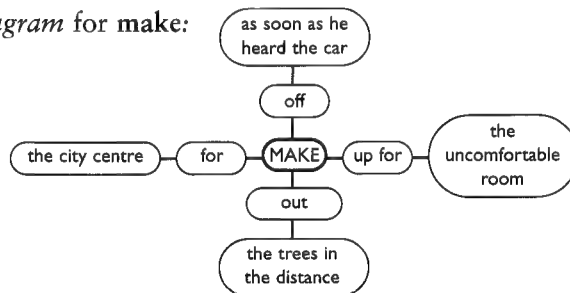 agram for make:
as soon as he
heard the car
off
the city centre
for
MAKE
up for
the
uncomfortable
room
out
the trees in
the distance